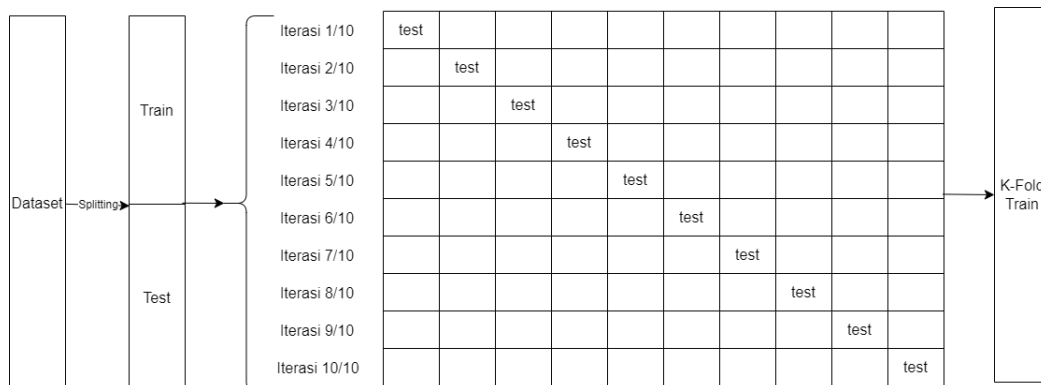 Dataset
Splitting
Train
Test
Iterasi 1/10 test
Iterasi 2/10 test
Iterasi 3/10 test
Iterasi 4/10 test
Iterasi 5/10 test
Iterasi 6/10 test
Iterasi 7/10 test
Iterasi 8/10 test
Iterasi 9/10 test
Iterasi 10/10 test
K-Fold
Train